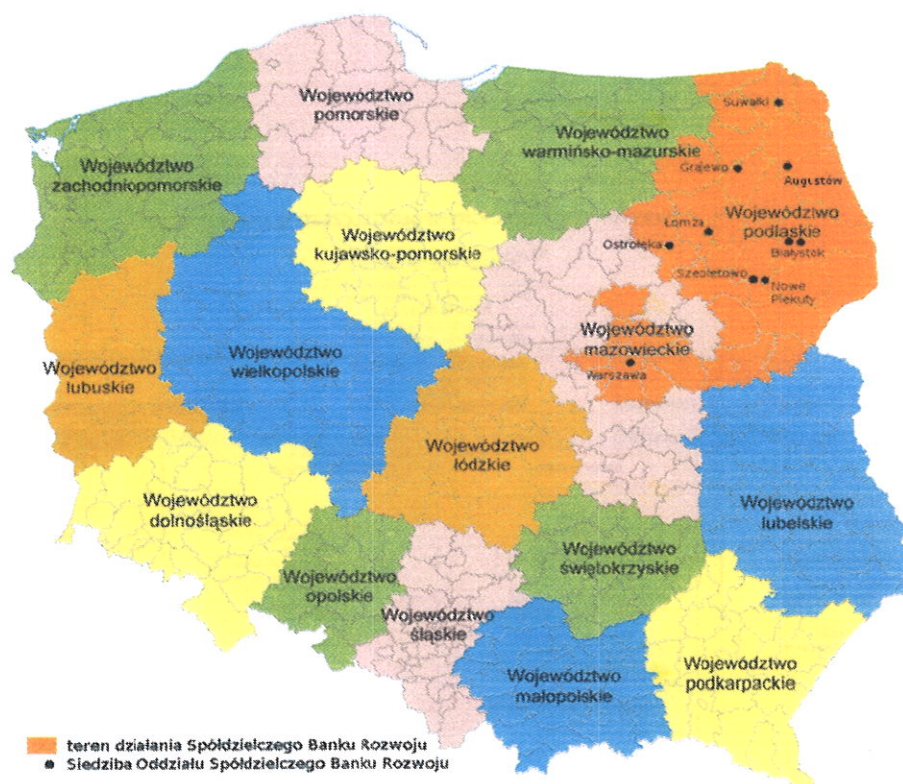 Województwo
pomorskie
Suwałki
Województwo
warmińsko-mazurskie
Województwo
zachodniopomorskie
Grajewo
Augustów
Województwo
kujawsko-pomorskie
Łomża
Województwo
podlaskie
Ostrołęka
Białystok
Szepietowo
Nowe
Piekuty
Województwo
mazowieckie
Warszawa
Województwo
wielkopolskie
Województwo
lubuskie
Województwo
łódzkie
Województwo
dolnośląskie
Województwo
lubelskie
Województwo
opolskie
Województwo
świętokrzyskie
Województwo
śląskie
Województwo
małopolskie
Województwo
podkarpackie
teren działania Spółdzielczego Banku Rozwoju
Siedziba Oddziału Spółdzielczego Banku Rozwoju